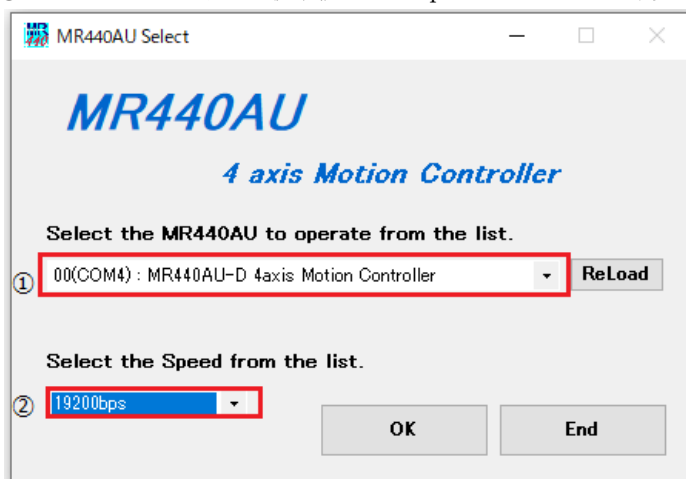 MR440AU Select
MR440AU
4 axis Motion Controller
Select the MR440AU to operate from the list.
① 00(COM4) : MR440AU-D 4axis Motion Controller ReLoad
Select the Speed from the list.
② 19200bps
OK End